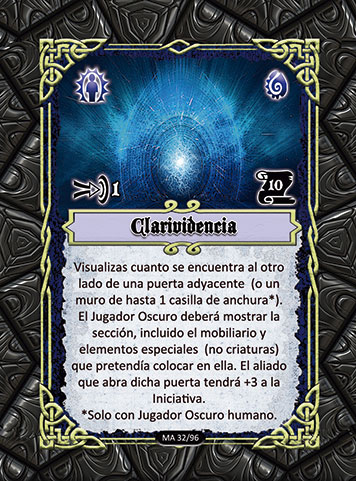 1
10
Clarividencia
Visualizas cuanto se encuentra al otro
lado de una puerta adyacente (o un
muro de hasta 1 casilla de anchura*).
El Jugador Oscuro deberá mostrar la
sección, incluido el mobiliario y
elementos especiales (no criaturas)
que pretendía colocar en ella. El aliado
que abra dicha puerta tendrá +3 a la
Iniciativa.
*Solo con Jugador Oscuro humano.
MA 32/96